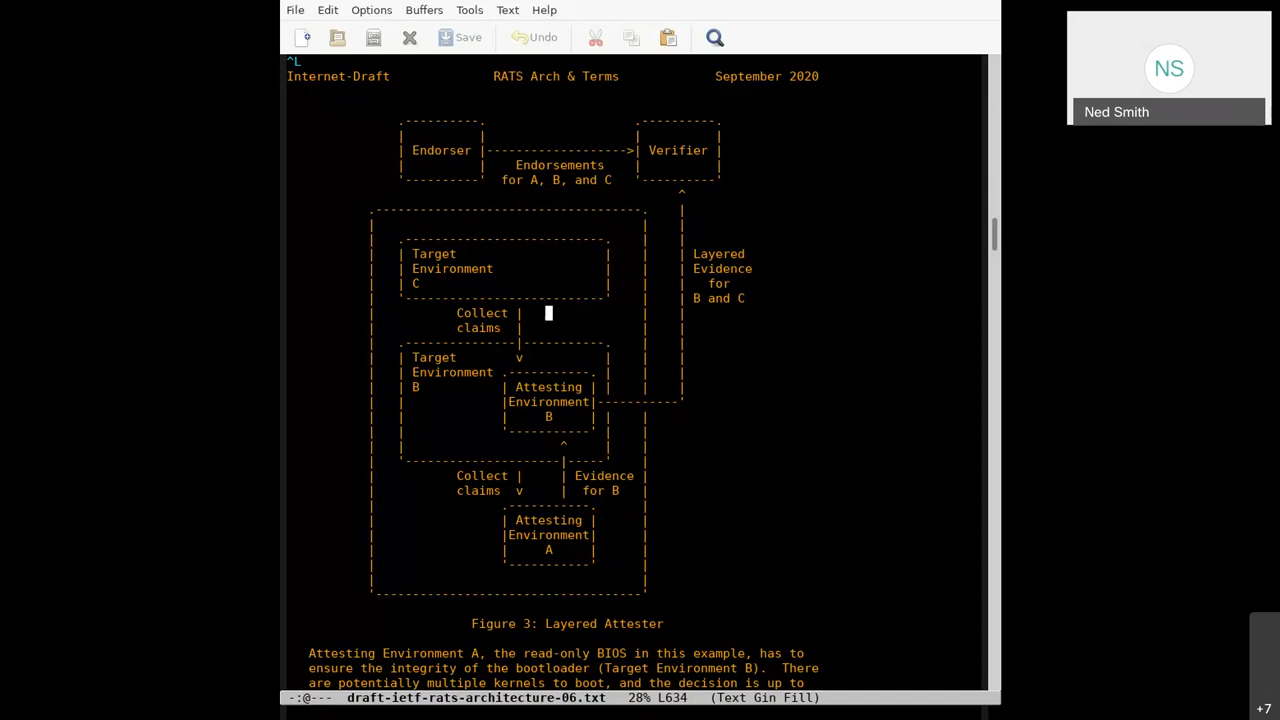 File Edit Options Buffers Tools Text Help
Save Undo
^L
Internet-Draft RATS Arch & Terms September 2020
.----------. .----------.
| | | |
| Endorser |------------------->| Verifier |
| | Endorsements | |
'----------' for A, B, and C '----------'
^
.------------------------------------. |
| | |
| .---------------------------. | |
| | Target | | | Layered
| | Environment | | | Evidence
| | C | | | for
| '---------------------------' | | B and C
| Collect | | |
| claims | | |
| .---------------|-----------. | |
| | Target v | | |
| | Environment .-----------. | | |
| | B | Attesting | | | |
| | |Environment|-----------'
| | | B | | |
| | '-----------' | |
| | ^ | |
| '---------------------|-----' |
| Collect | | Evidence |
| claims v | for B |
| .-----------. |
| | Attesting | |
| |Environment| |
| | A | |
| '-----------' |
| |
'------------------------------------'
Figure 3: Layered Attester
Attesting Environment A, the read-only BIOS in this example, has to
ensure the integrity of the bootloader (Target Environment B). There
are potentially multiple kernels to boot, and the decision is up to
-:@--- draft-ietf-rats-architecture-06.txt 28% L634 (Text Gin Fill)
NS
Ned Smith
+7